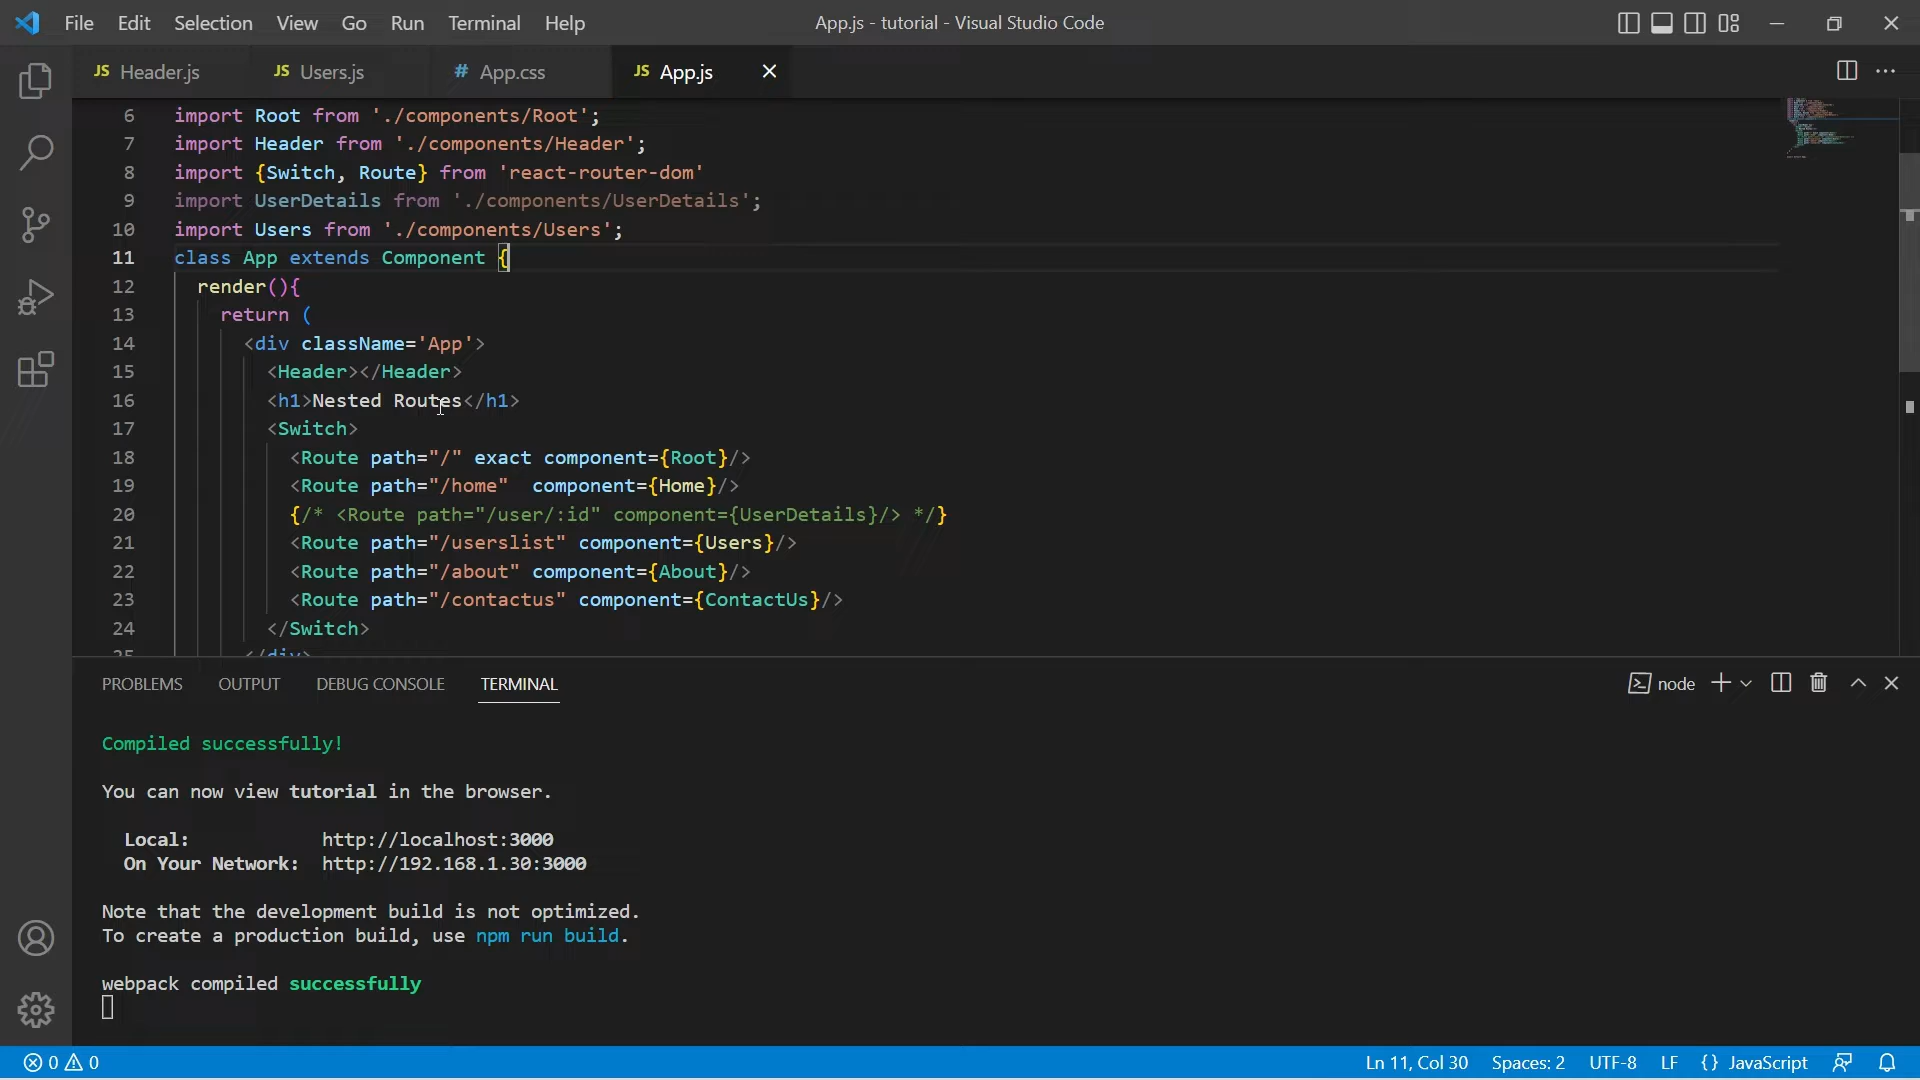 File Edit Selection View Go Run Terminal Help App.js - tutorial - Visual Studio Code
JS Header.js JS Users.js # App.css JS App.js
6 import Root from './components/Root';
7 import Header from './components/Header';
8 import {Switch, Route} from 'react-router-dom'
9 import UserDetails from './components/UserDetails';
10 import Users from './components/Users';
11 class App extends Component {
12 render(){
13 return (
14 <div className='App'>
15 <Header></Header>
16 <h1>Nested Routes</h1>
17 <Switch>
18 <Route path="/" exact component={Root}/>
19 <Route path="/home"  component={Home}/>
20 {/* <Route path="/user/:id" component={UserDetails}/> */}
21 <Route path="/userslist" component={Users}/>
22 <Route path="/about" component={About}/>
23 <Route path="/contactus" component={ContactUs}/>
24 </Switch>
25 </div>
PROBLEMS OUTPUT DEBUG CONSOLE TERMINAL node
Compiled successfully!
You can now view tutorial in the browser.
Local: http://localhost:3000
On Your Network: http://192.168.1.30:3000
Note that the development build is not optimized.
To create a production build, use npm run build.
webpack compiled successfully
0 0 Ln 11, Col 30 Spaces: 2 UTF-8 LF {} JavaScript